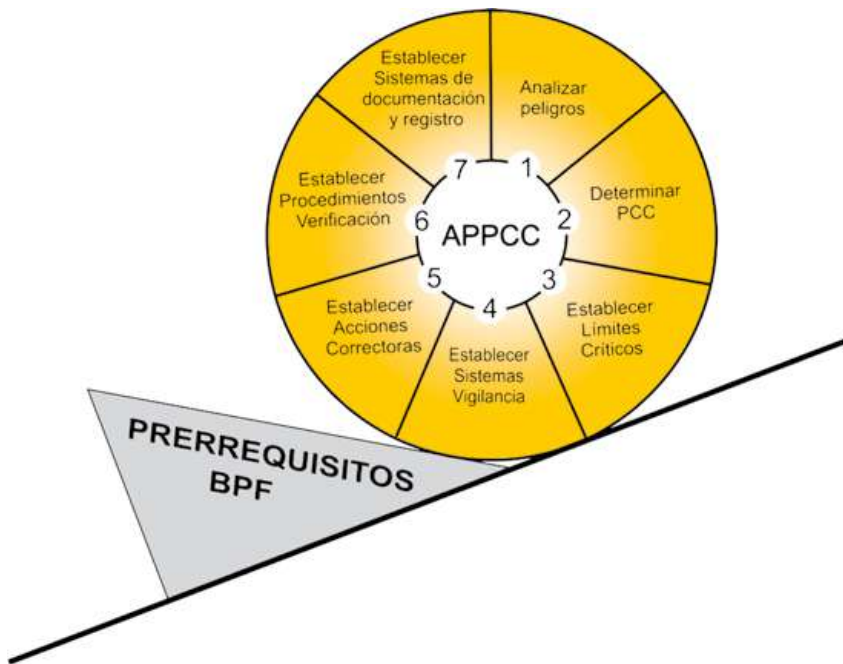 Establecer
Sistemas de
documentación
y registro
Analizar
peligros
Establecer
Procedimientos
Verificación
Determinar
PCC
7
1
6
2
APPCC
5
3
4
Establecer
Acciones
Correctoras
Establecer
Sistemas
Vigilancia
Establecer
Límites
Críticos
PRERREQUISITOS
BPF